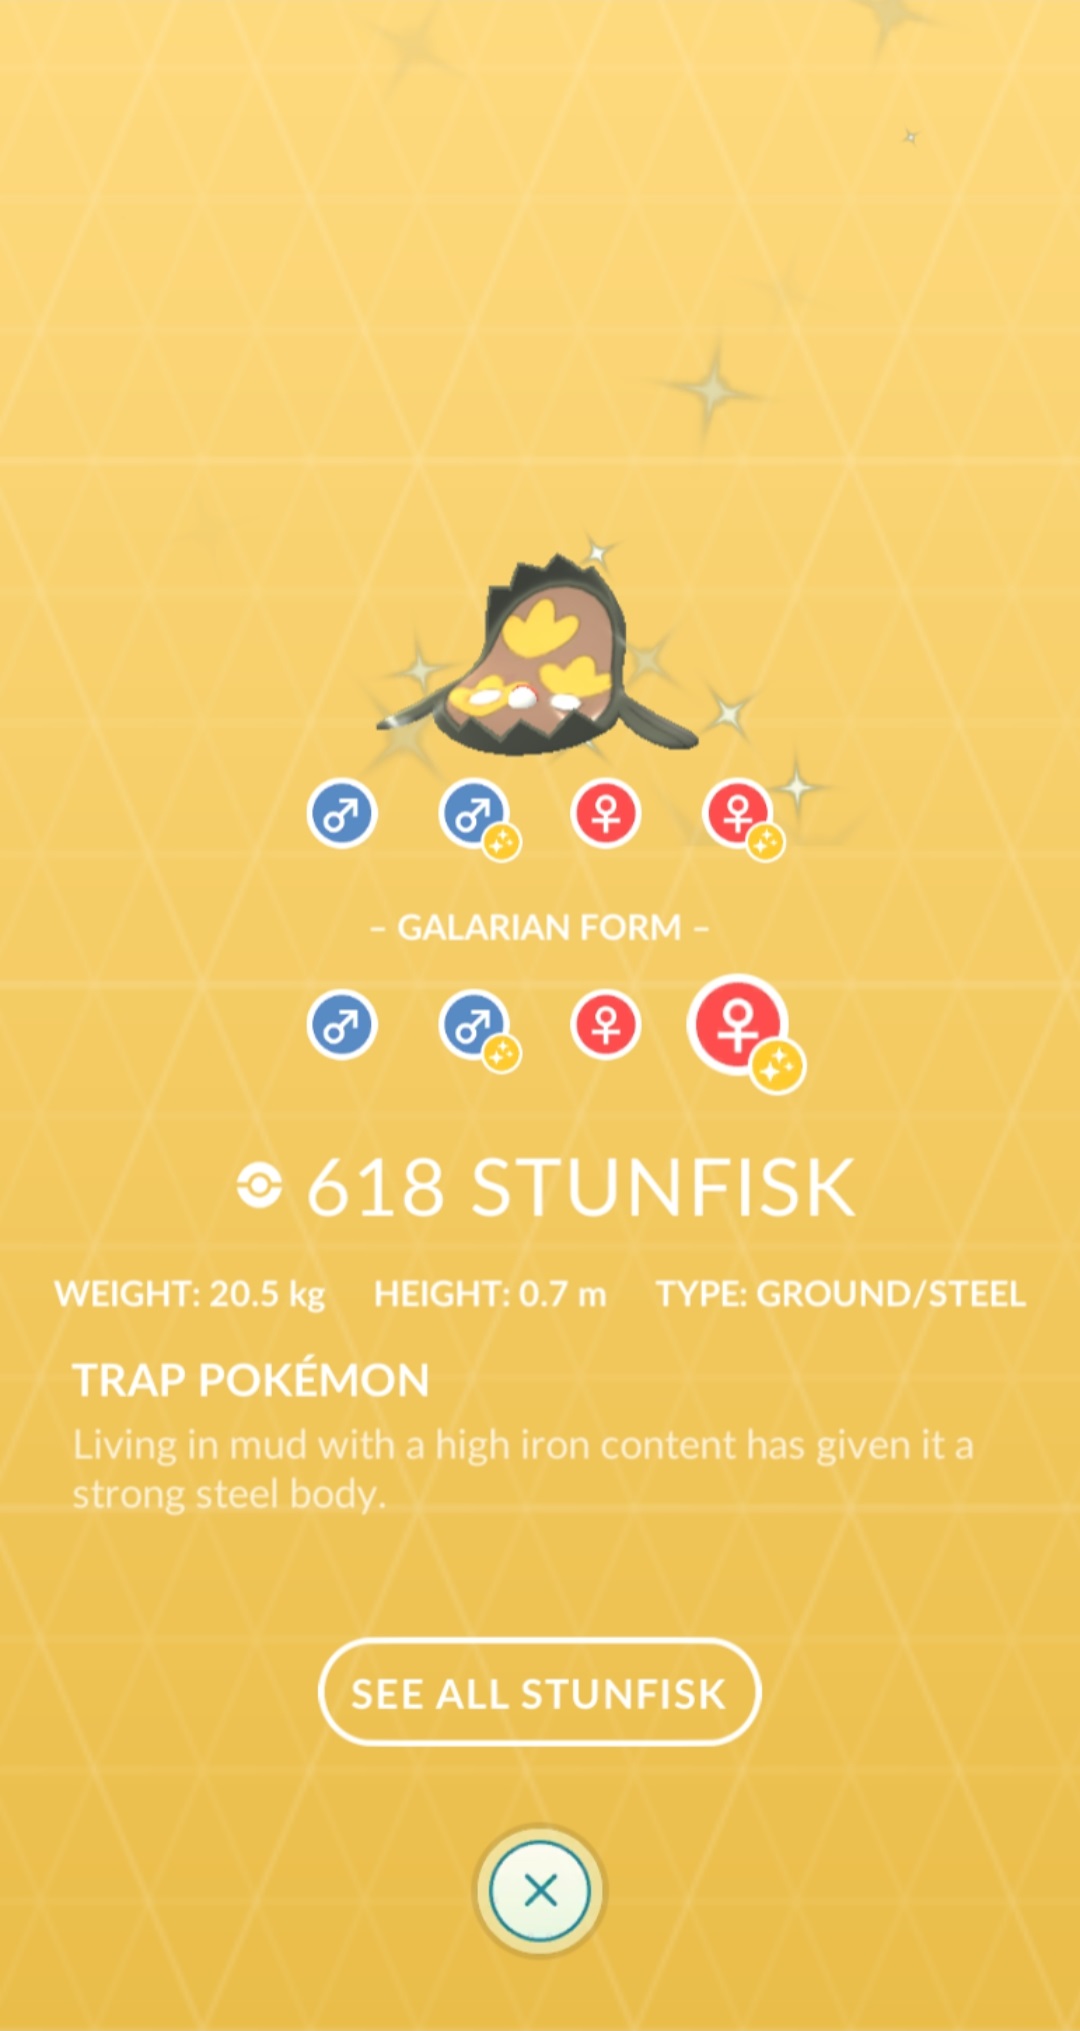 – GALARIAN FORM –
618 STUNFISK
WEIGHT: 20.5 kg HEIGHT: 0.7 m TYPE: GROUND/STEEL
TRAP POKÉMON
Living in mud with a high iron content has given it a
strong steel body.
SEE ALL STUNFISK